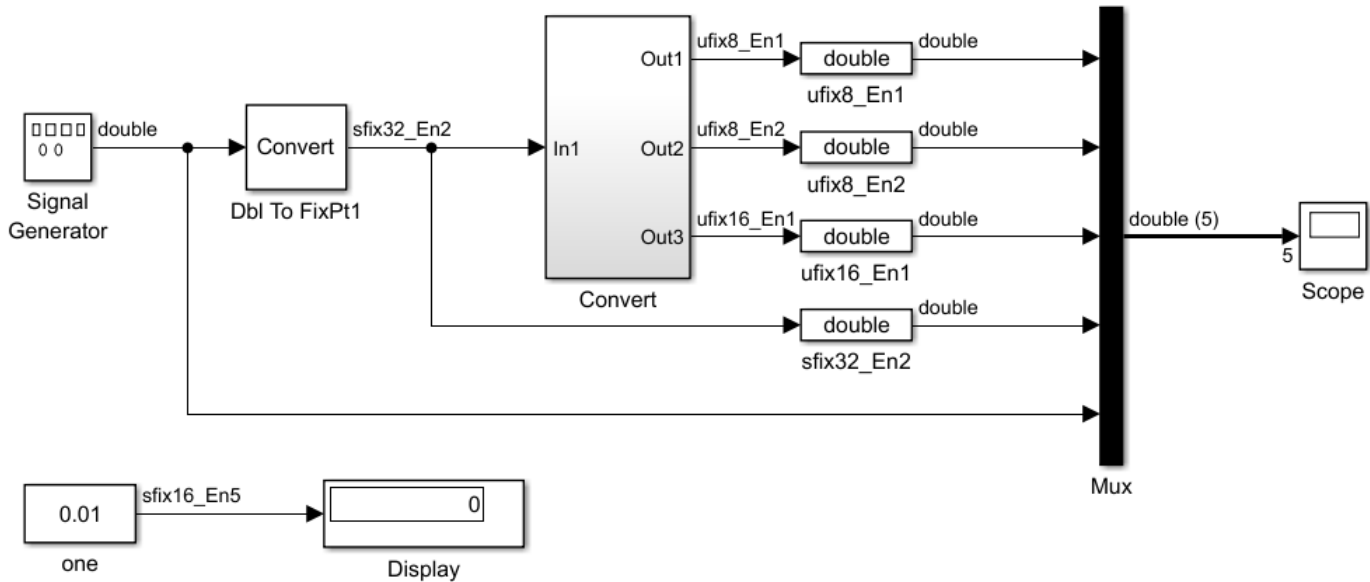 ufix8_En1
double
Out1
double
ufix8_En1
double
sfix32_En2
ufix8_En2
double
Convert
In1
Out2
double
Signal
Generator
Dbl To FixPt1
ufix8_En2
ufix16_En1
double
double (5)
Out3
double
5
Convert
ufix16_En1
Scope
double
double
sfix32_En2
Mux
sfix16_En5
0.01
0
one
Display